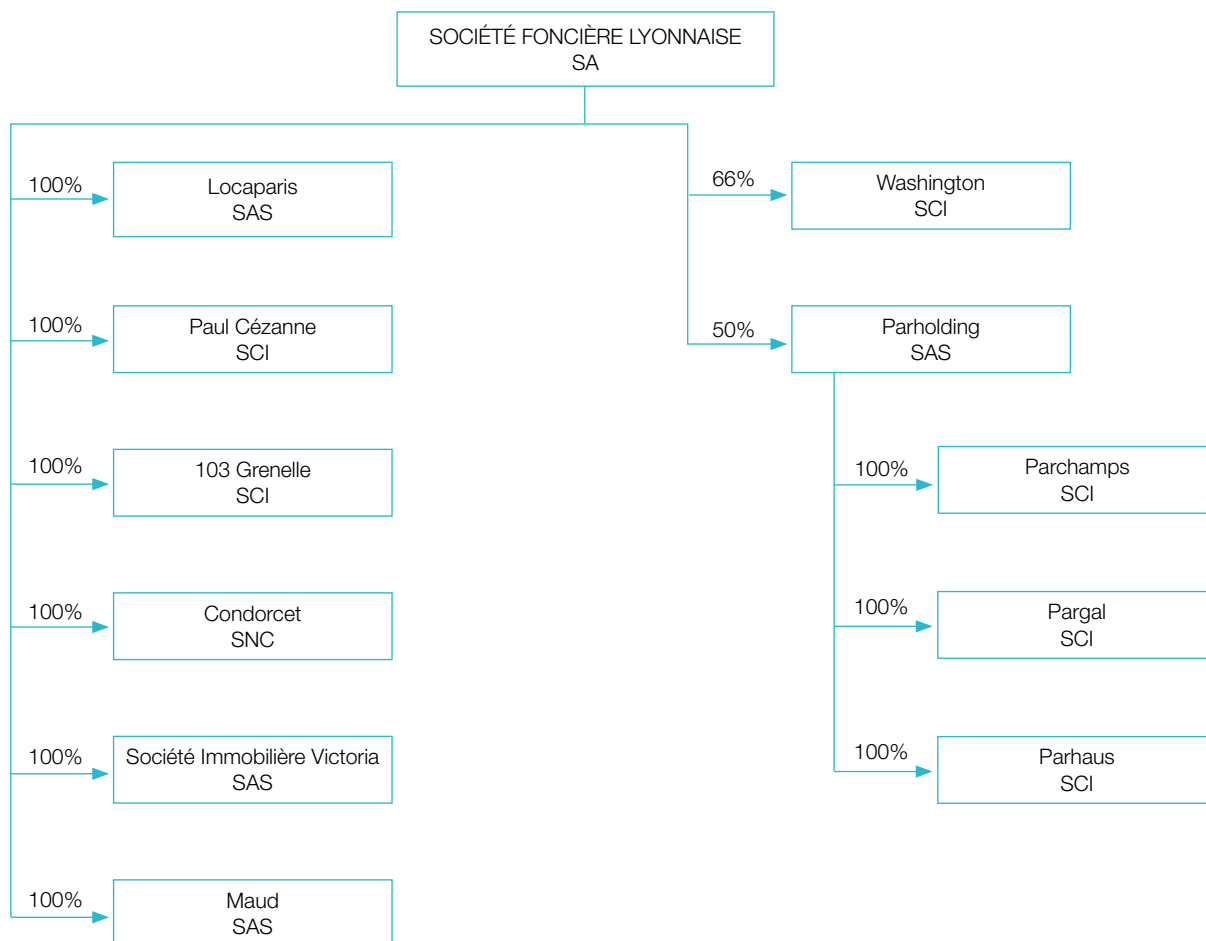 SOCIÉTÉ FONCIÈRE LYONNAISE
SA
100%
Locaparis
SAS
100%
Paul Cézanne
SCI
100%
103 Grenelle
SCI
100%
Condorcet
SNC
100%
Société Immobilière Victoria
SAS
100%
Maud
SAS
66%
Washington
SCI
50%
Parholding
SAS
100%
Parchamps
SCI
100%
Pargal
SCI
100%
Parhaus
SCI